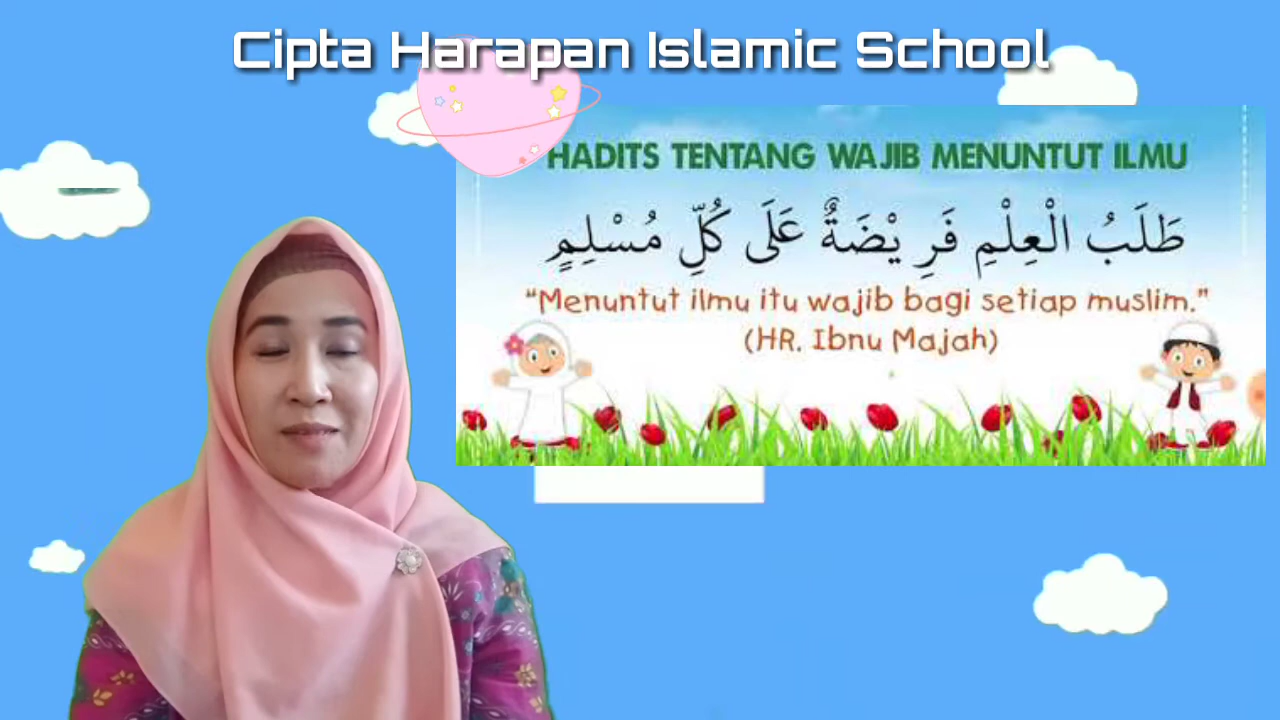 Cipta Harapan Islamic School
HADITS TENTANG WAJIB MENUNTUT ILMU
طَلَبُ الْعِلْمِ فَرِ يْضَةٌ عَلَى كُلِّ مُسْلِمٍ
“Menuntut ilmu itu wajib bagi setiap muslim.”
(HR. Ibnu Majah)